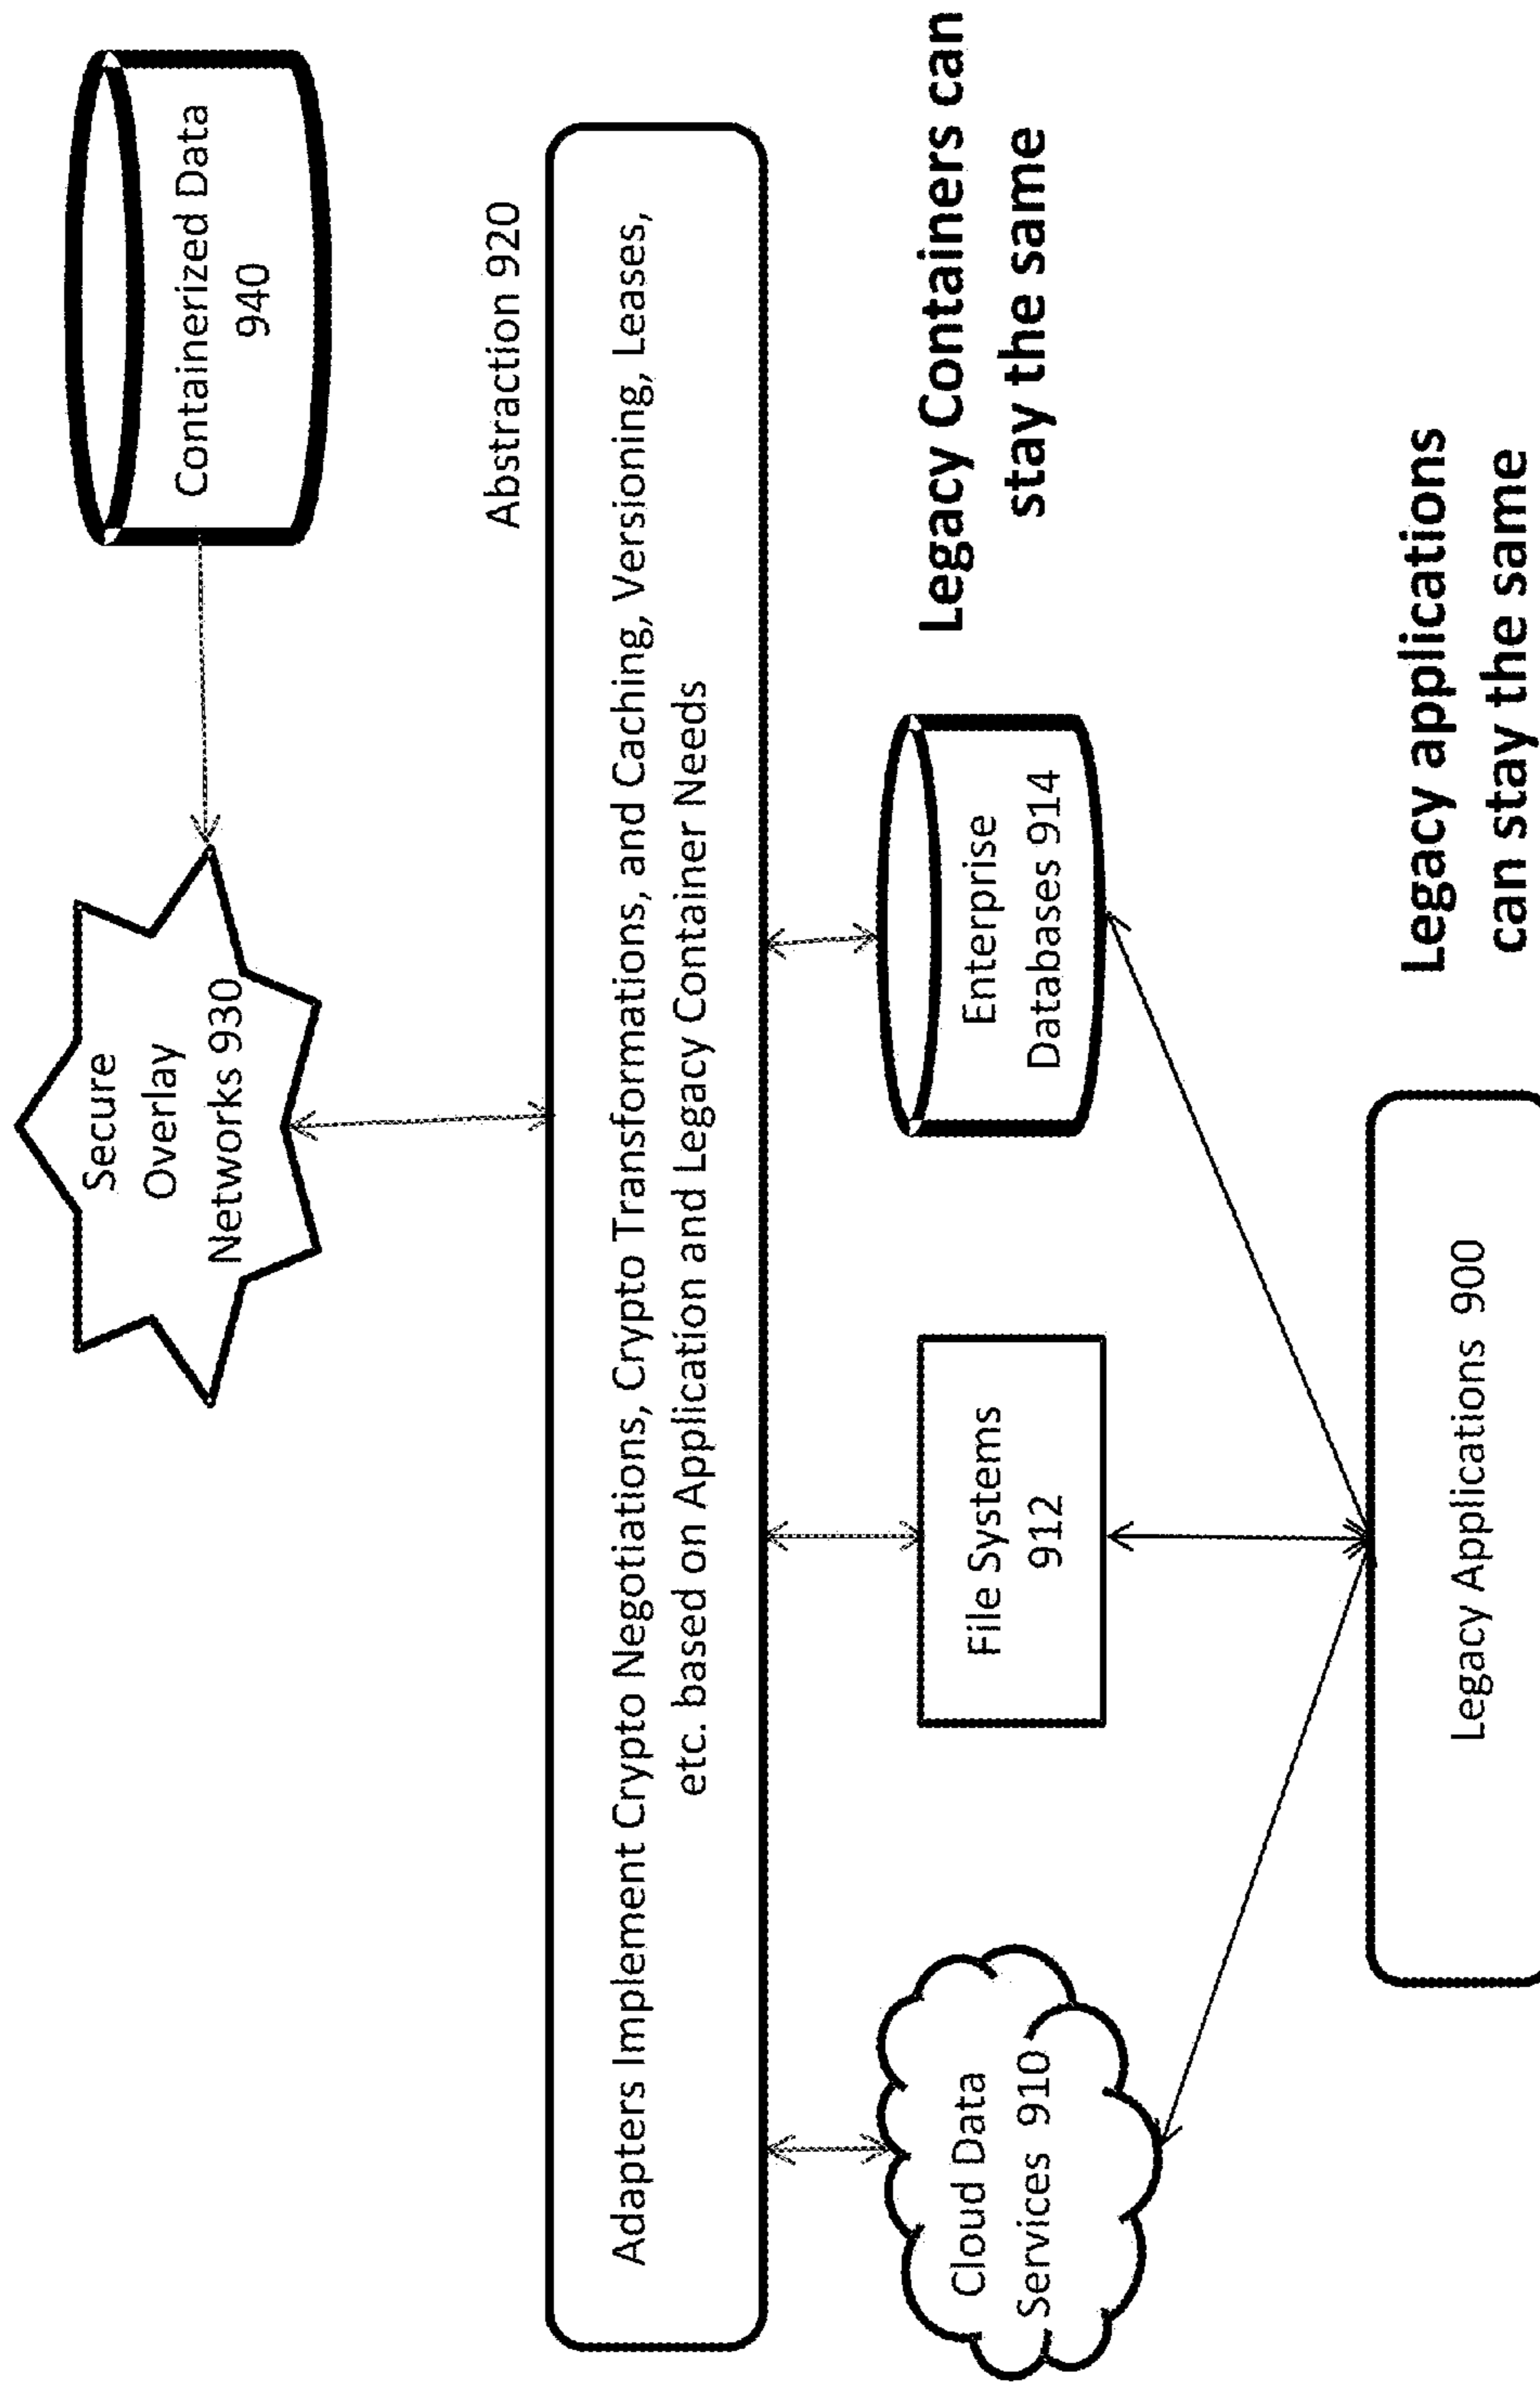 Secure
Overlay
Networks 930
Containerized Data
940
Abstraction 920
Adapters Implement Crypto Negotiations, Crypto Transformations, and Caching, Versioning, Leases,
etc. based on Application and Legacy Container Needs
Cloud Data
Services 910
File Systems
912
Enterprise
Databases 914
Legacy Containers can
stay the same
Legacy Applications 900
Legacy applications
can stay the same